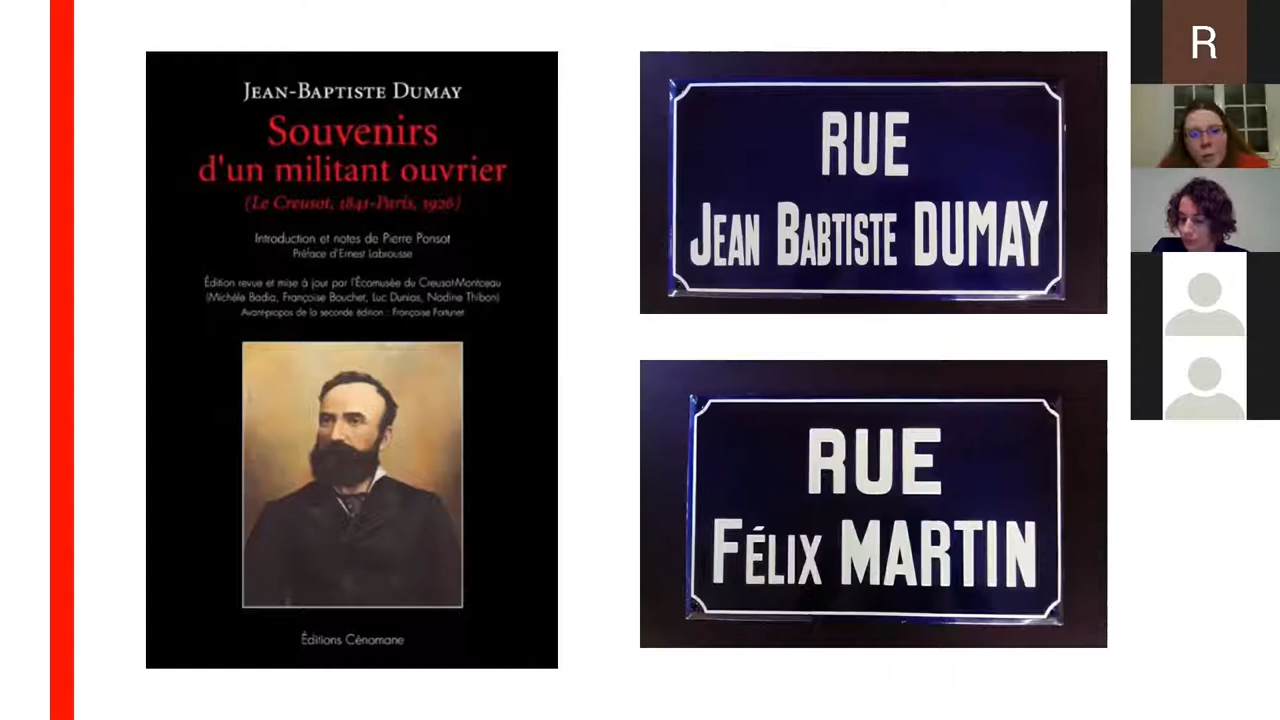 JEAN-BAPTISTE DUMAY
Souvenirs
d'un militant ouvrier
(Le Creusot, 1841-Paris, 1926)
Introduction et notes de Pierre Ponsot
Préface d'Ernest Labrousse
Édition revue et mise à jour par l'Écomusée du Creusot-Montceau
(Michèle Badia, Françoise Bouchet, Luc Dunias, Nadine Thibon)
Avant-propos de la seconde édition : Françoise Fortunet
Éditions Cénomane
RUE
JEAN BABTISTE DUMAY
RUE
FÉLIX MARTIN
R